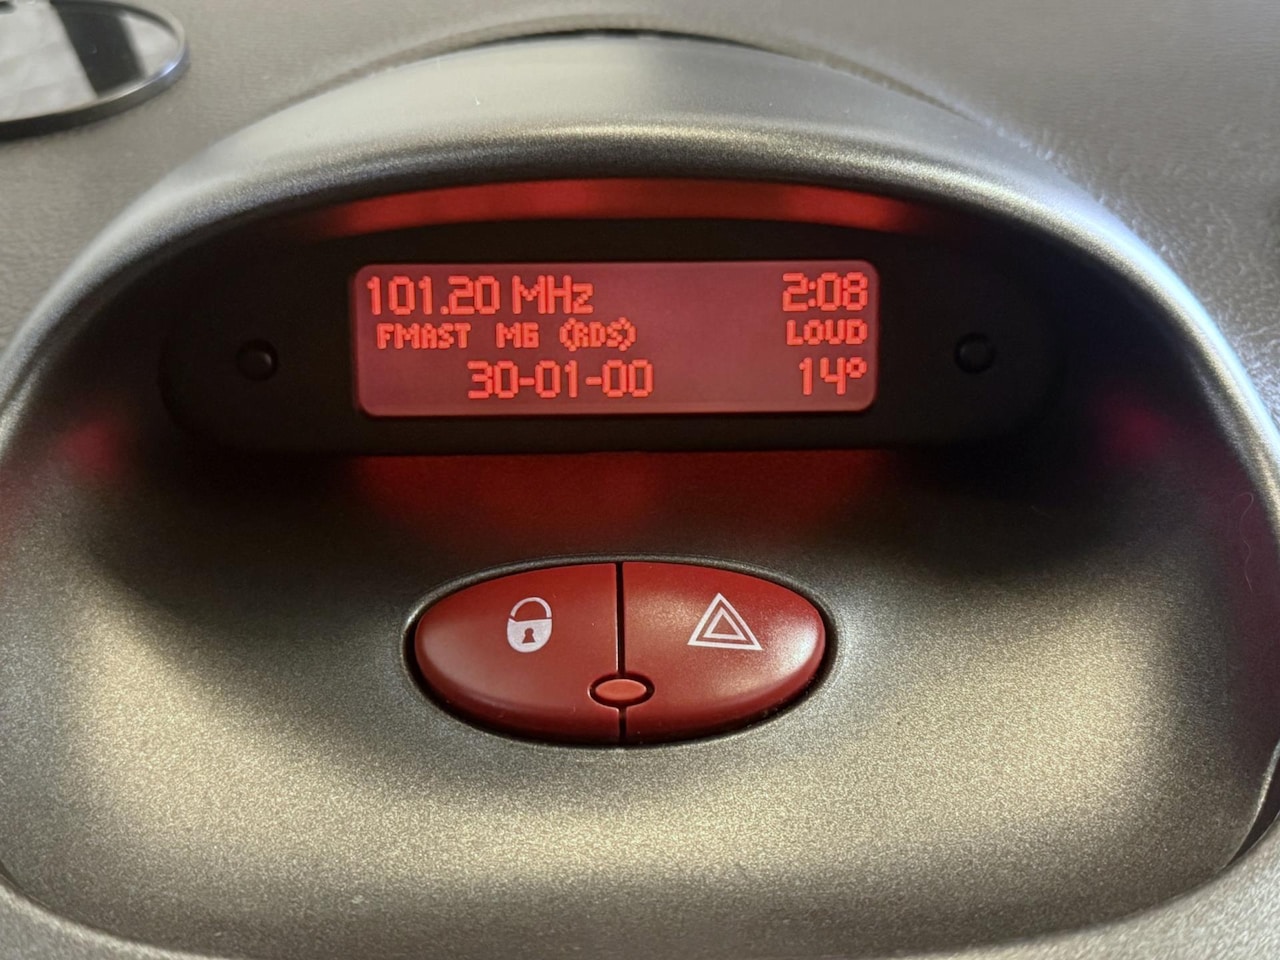 101.20 MHz 2:08
FMAST M6 (RDS) LOUD
30-01-00 14°